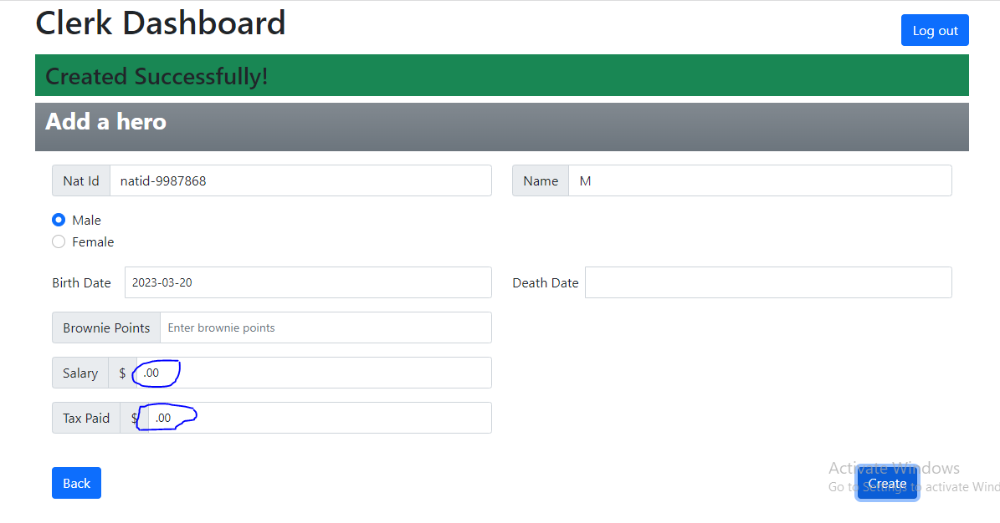 Clerk Dashboard
Log out
Created Successfully!
Add a hero
Nat Id natid-9987868
Name M
Male
Female
Birth Date 2023-03-20
Death Date
Brownie Points Enter brownie points
Salary $ .00
Tax Paid $ .00
Activate Windows
Back
Create
Go to Settings to activate Wind